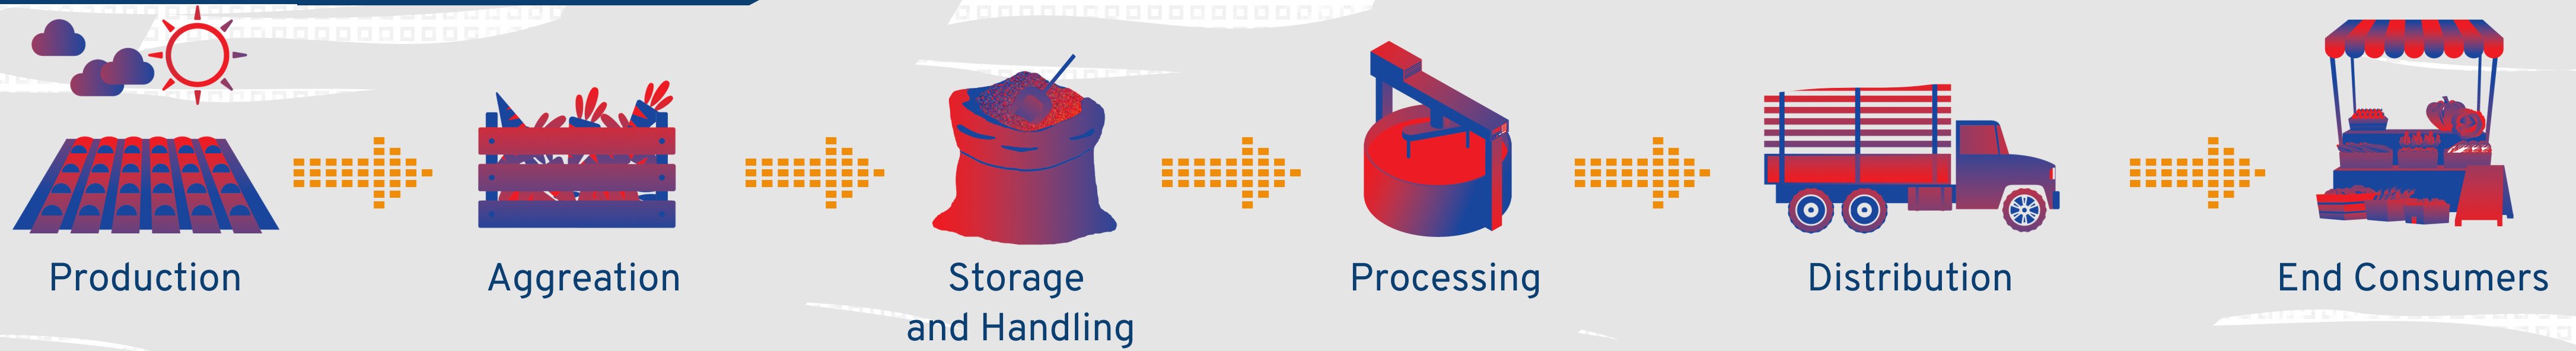 Production
Aggreation
Storage
and Handling
Processing
Distribution
End Consumers